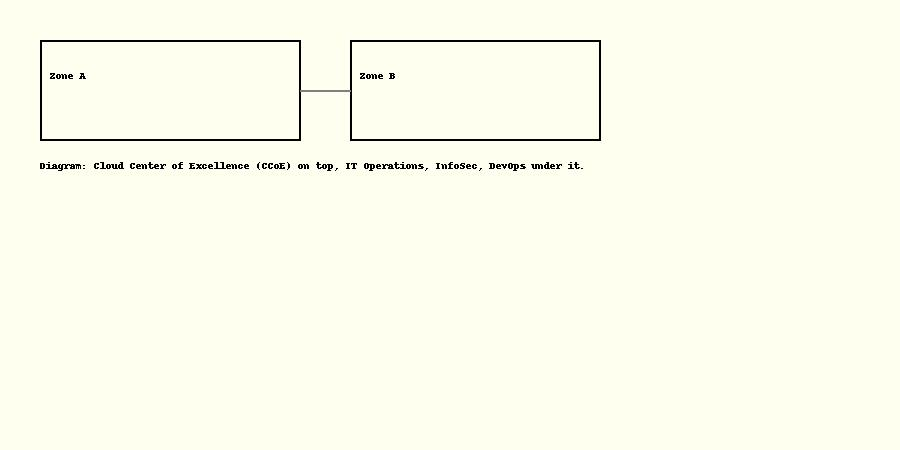 Zone A
Zone B
Diagram: Cloud Center of Excellence (CCoE) on top, IT Operations, InfoSec, DevOps under it.